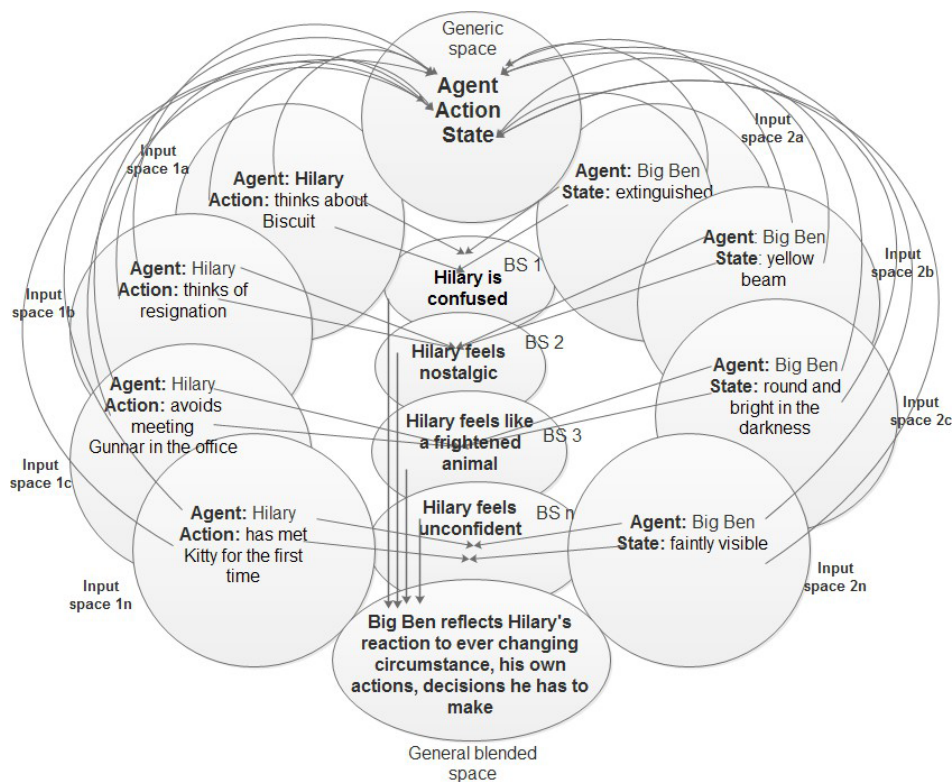 Generic
space
Agent
Action
State
Input
space 1a
Agent: Hilary
Action: thinks about
Biscuit
Input
space 2a
Agent: Big Ben
State: extinguished
BS 1
Hilary is
confused
Input
space 1b
Agent: Hilary
Action: thinks of
resignation
Agent: Big Ben
State: yellow
beam
Input
space 2b
BS 2
Hilary feels
nostalgic
Agent: Hilary
Action: avoids
meeting
Gunnar in the office
Input
space 1c
Agent: Big Ben
State: round and
bright in the
darkness
Input
space 2c
Hilary feels like
a frightened
animal
BS 3
Hilary feels
unconfident
BS n
Agent: Hilary
Action: has met
Kitty for the first
time
Input
space 1n
Agent: Big Ben
State: faintly visible
Input
space 2n
Big Ben reflects Hilary's
reaction to ever changing
circumstance, his own
actions, decisions he has to
make
General blended
space